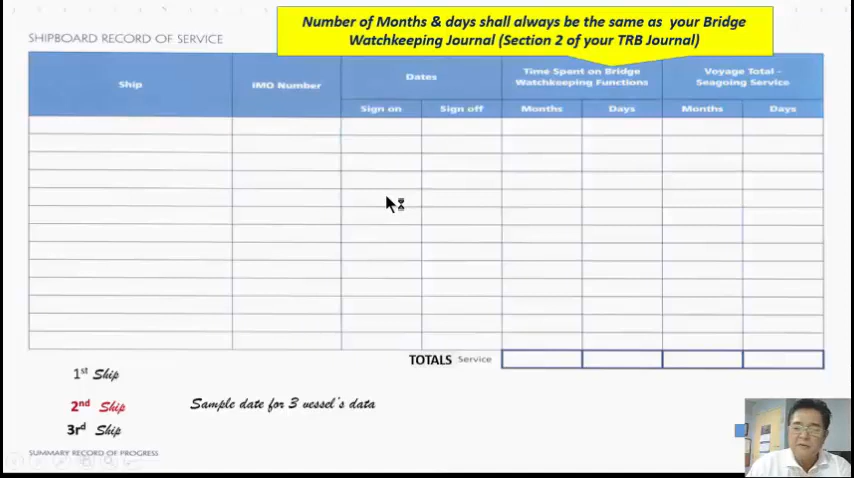 Number of Months & days shall always be the same as your Bridge
Watchkeeping Journal (Section 2 of your TRB Journal)
SHIPBOARD RECORD OF SERVICE
Ship
IMO Number
Dates
Time Spent on Bridge
Watchkeeping Functions
Voyage Total –
Seagoing Service
Sign on
Sign off
Months
Days
Months
Days
TOTALS Service
1st Ship
2nd Ship
Sample date for 3 vessel's data
3rd Ship
SUMMARY RECORD OF PROGRESS